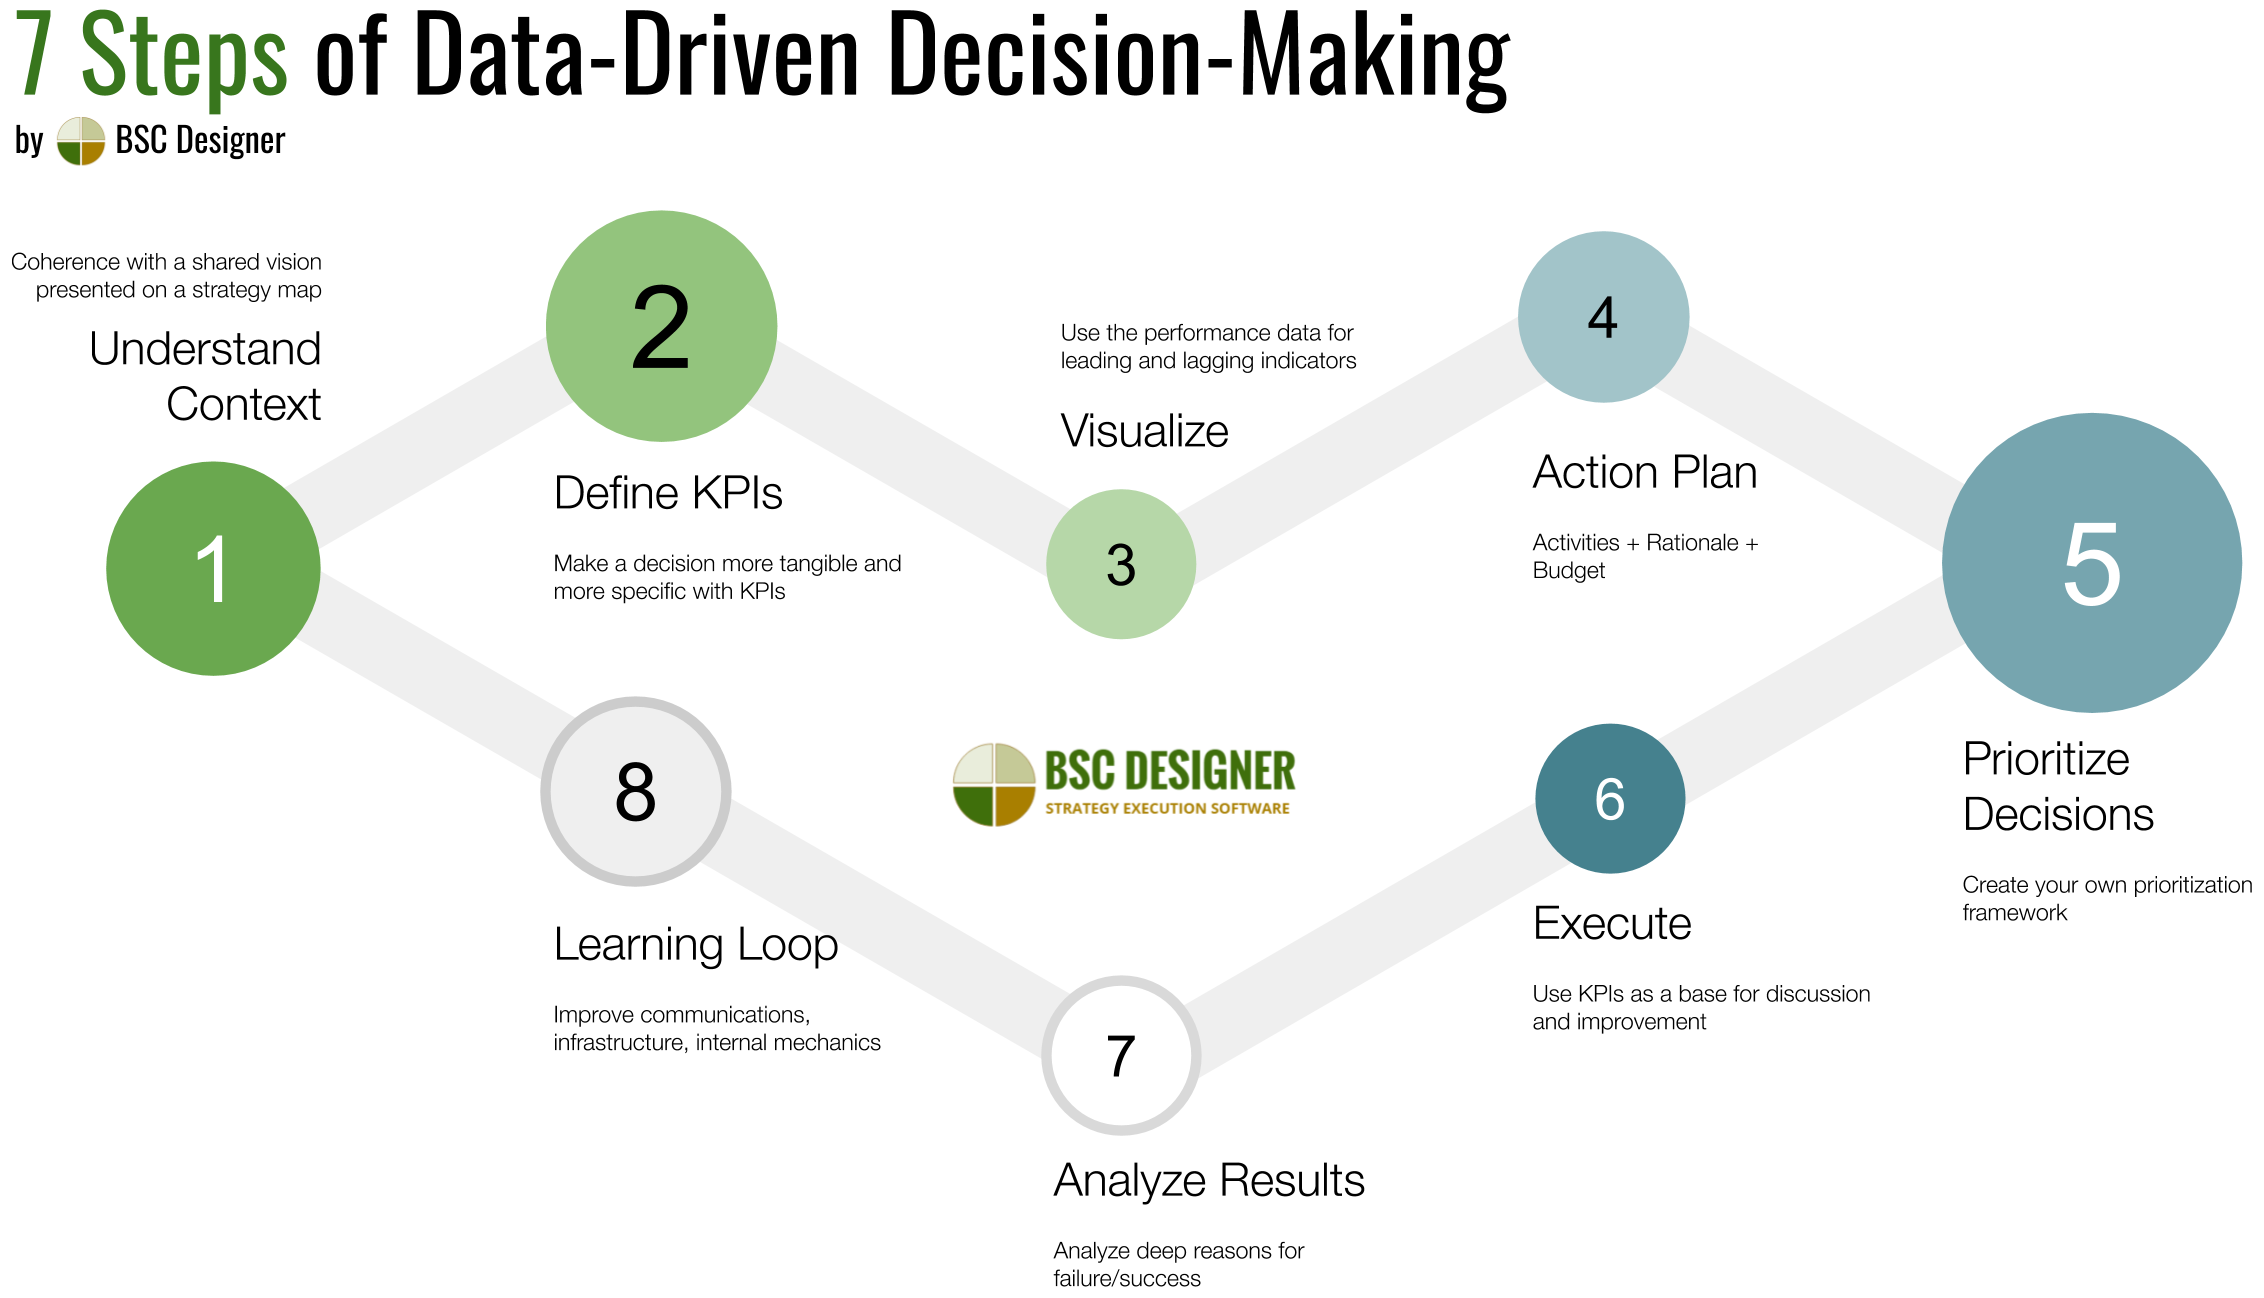 7 Steps of Data-Driven Decision-Making
by BSC Designer
Coherence with a shared vision
presented on a strategy map
Understand
Context
1
2
Define KPIs
Make a decision more tangible and
more specific with KPIs
Use the performance data for
leading and lagging indicators
Visualize
3
4
Action Plan
Activities + Rationale +
Budget
5
Prioritize
Decisions
Create your own prioritization
framework
6
Execute
Use KPIs as a base for discussion
and improvement
7
Analyze Results
Analyze deep reasons for
failure/success
8
Learning Loop
Improve communications,
infrastructure, internal mechanics
BSC DESIGNER
STRATEGY EXECUTION SOFTWARE